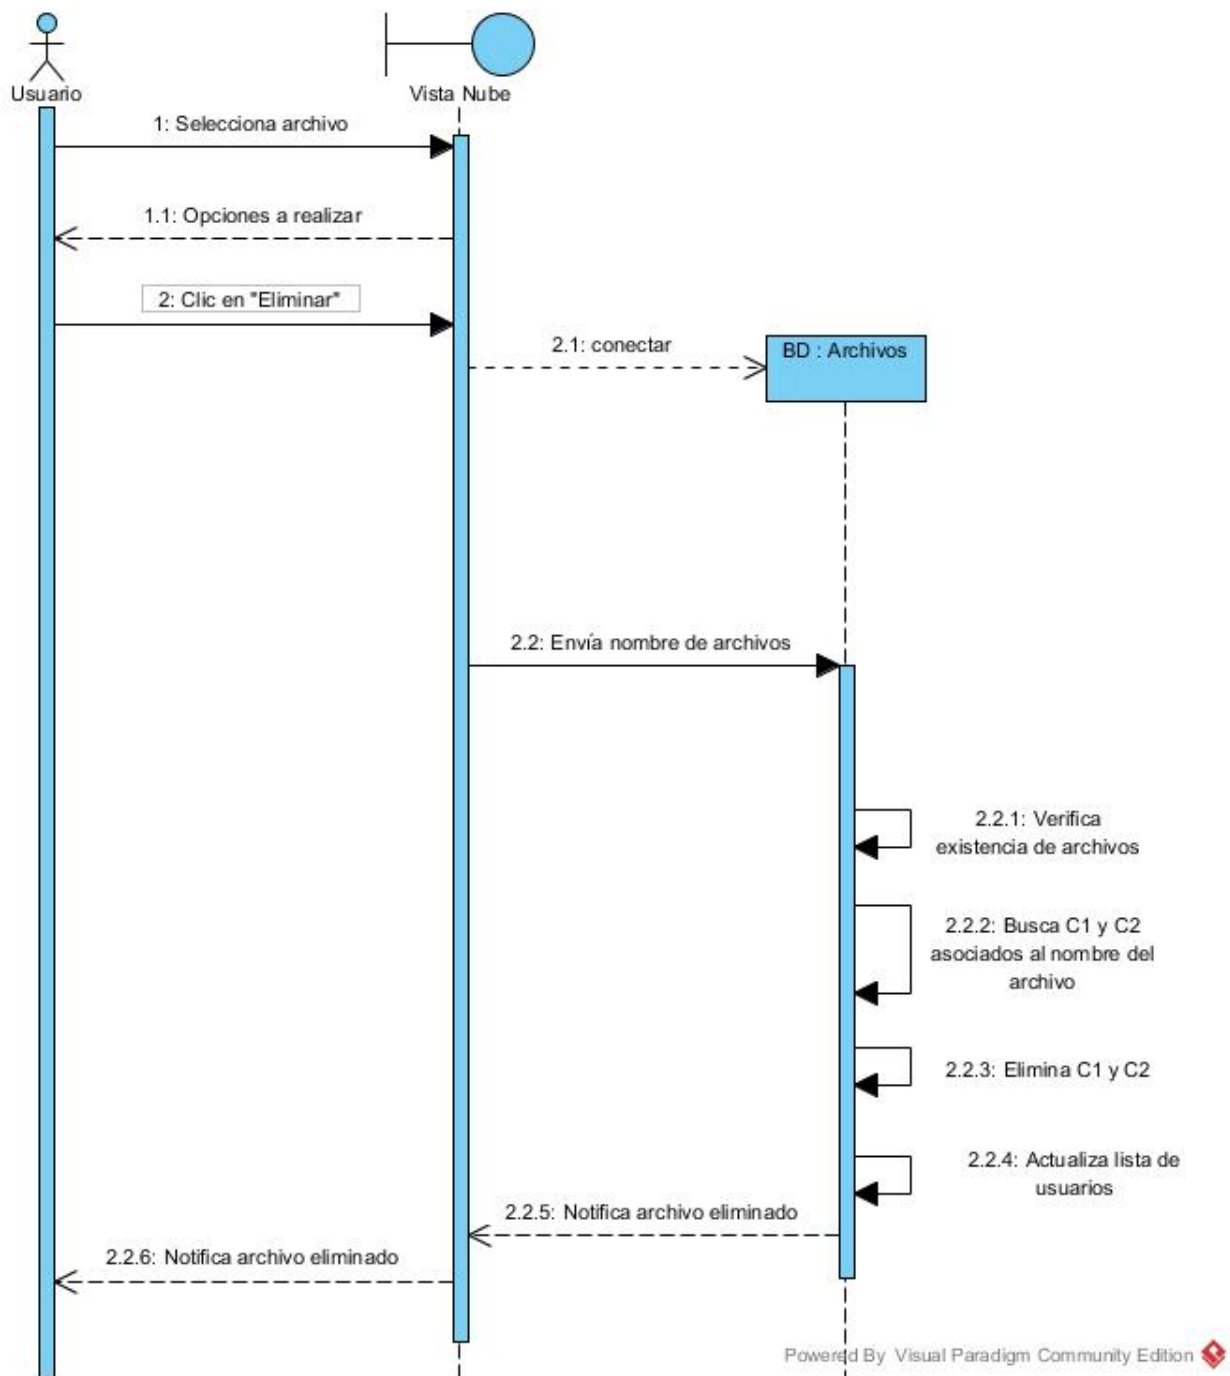 Usuario
Vista Nube
1: Selecciona archivo
1.1: Opciones a realizar
2: Clic en "Eliminar"
2.1: conectar
BD : Archivos
2.2: Envía nombre de archivos
2.2.1: Verifica
existencia de archivos
2.2.2: Busca C1 y C2
asociados al nombre del
archivo
2.2.3: Elimina C1 y C2
2.2.4: Actualiza lista de
usuarios
2.2.5: Notifica archivo eliminado
2.2.6: Notifica archivo eliminado
Powered By Visual Paradigm Community Edition